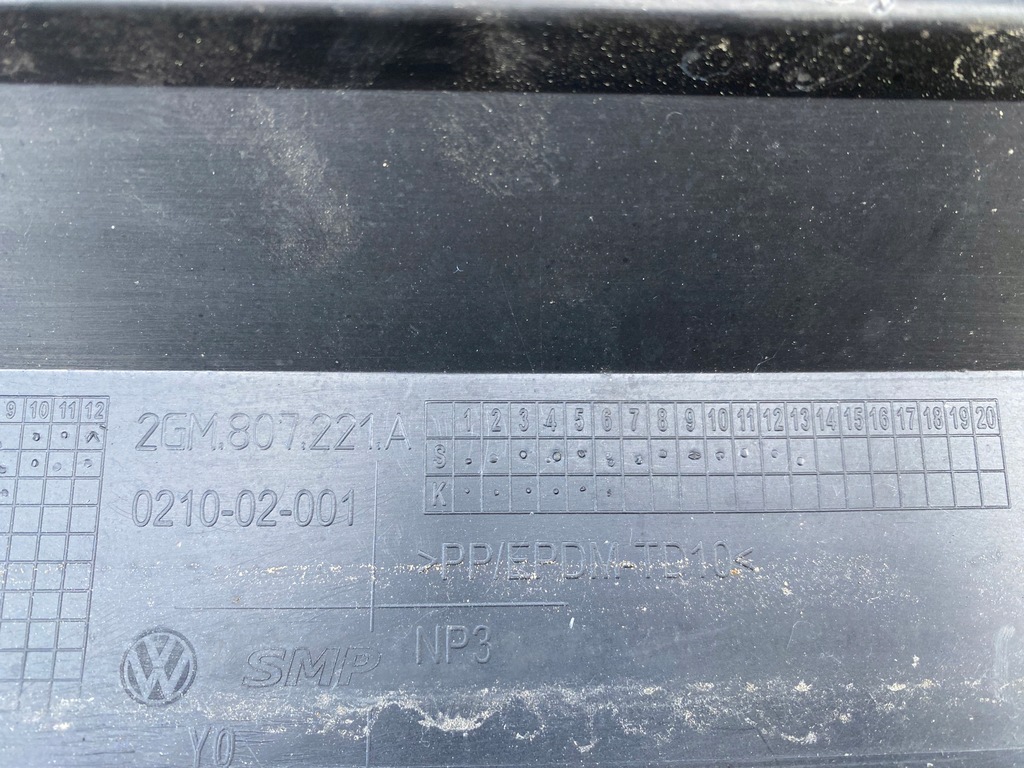 9 10 11 12
2GM.807.221.A
1 2 3 4 5 6 7 8 9 10 11 12 13 14 15 16 17 18 19 20
S
K
0210-02-001
>PP/EPDM-TD10<
NP3
VW
SMP
Y0